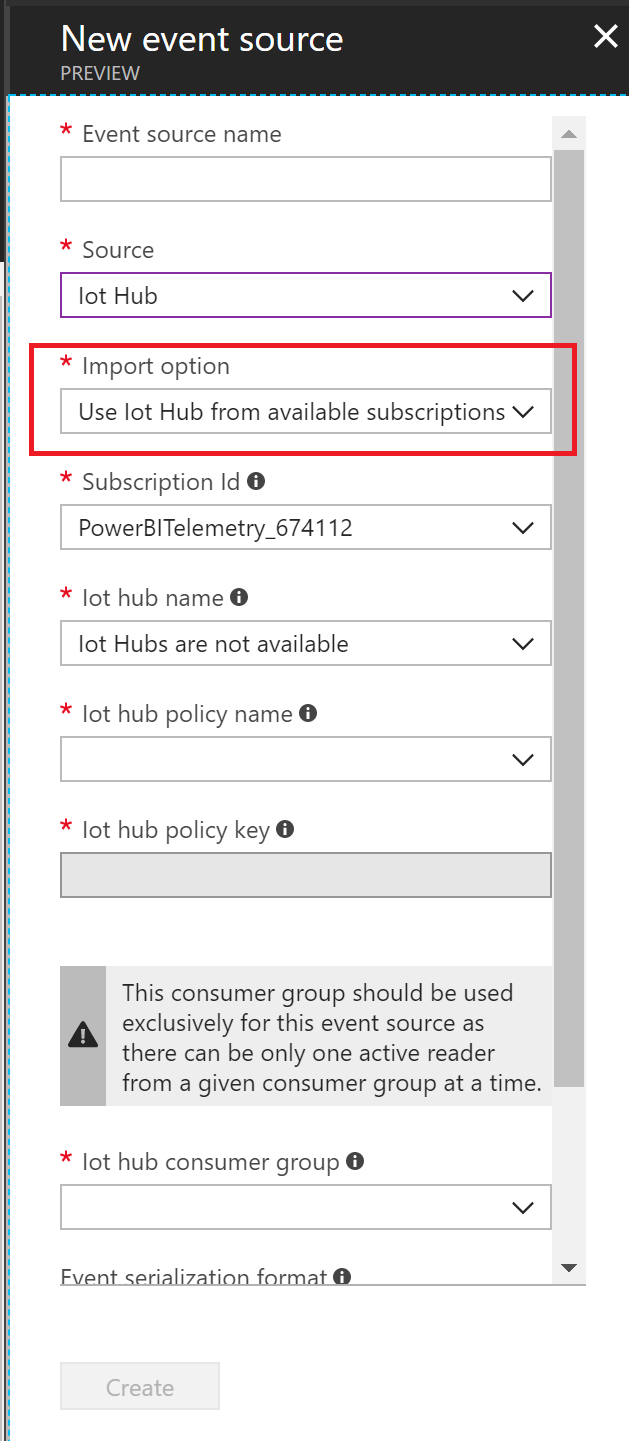 New event source
PREVIEW
* Event source name
* Source
Iot Hub
* Import option
Use Iot Hub from available subscriptions
* Subscription Id
PowerBITelemetry_674112
* Iot hub name
Iot Hubs are not available
* Iot hub policy name
* Iot hub policy key
This consumer group should be used
exclusively for this event source as
there can be only one active reader
from a given consumer group at a time.
* Iot hub consumer group
Event serialization format
Create